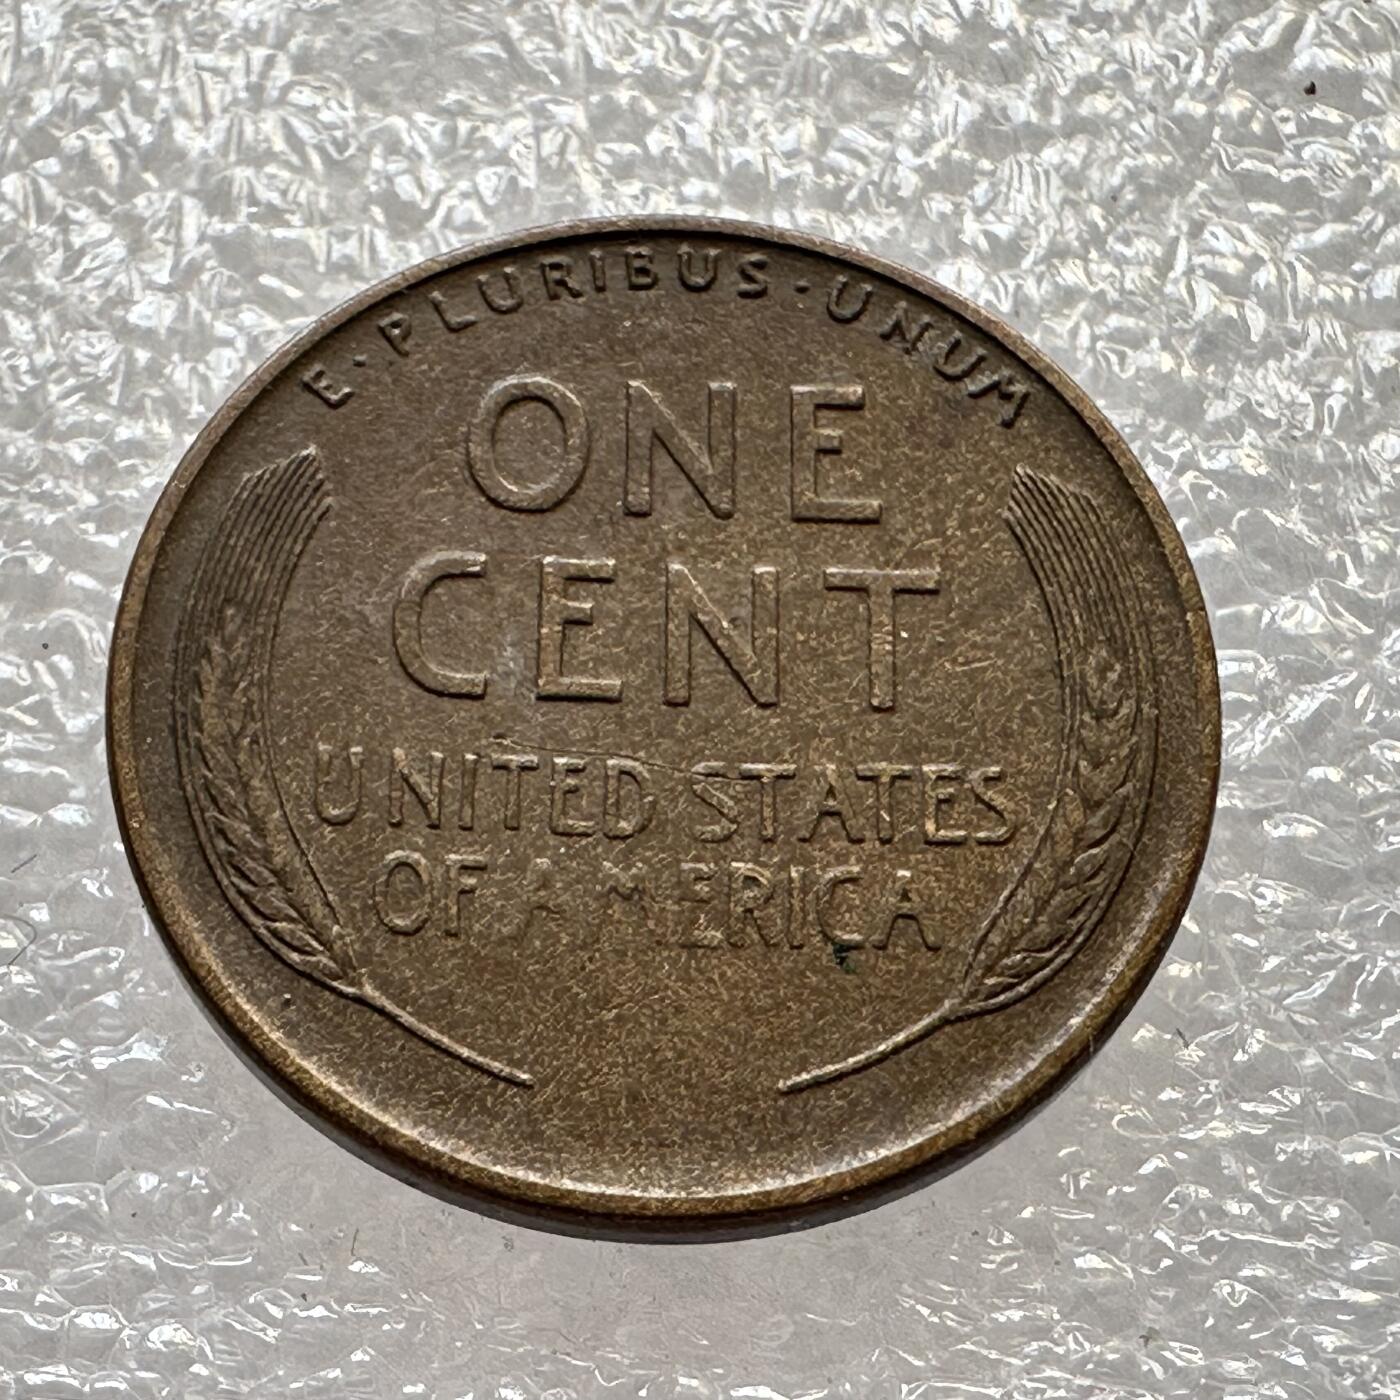 E·PLURIBUS·UNUM
ONE
CENT
UNITED STATES
OF AMERICA